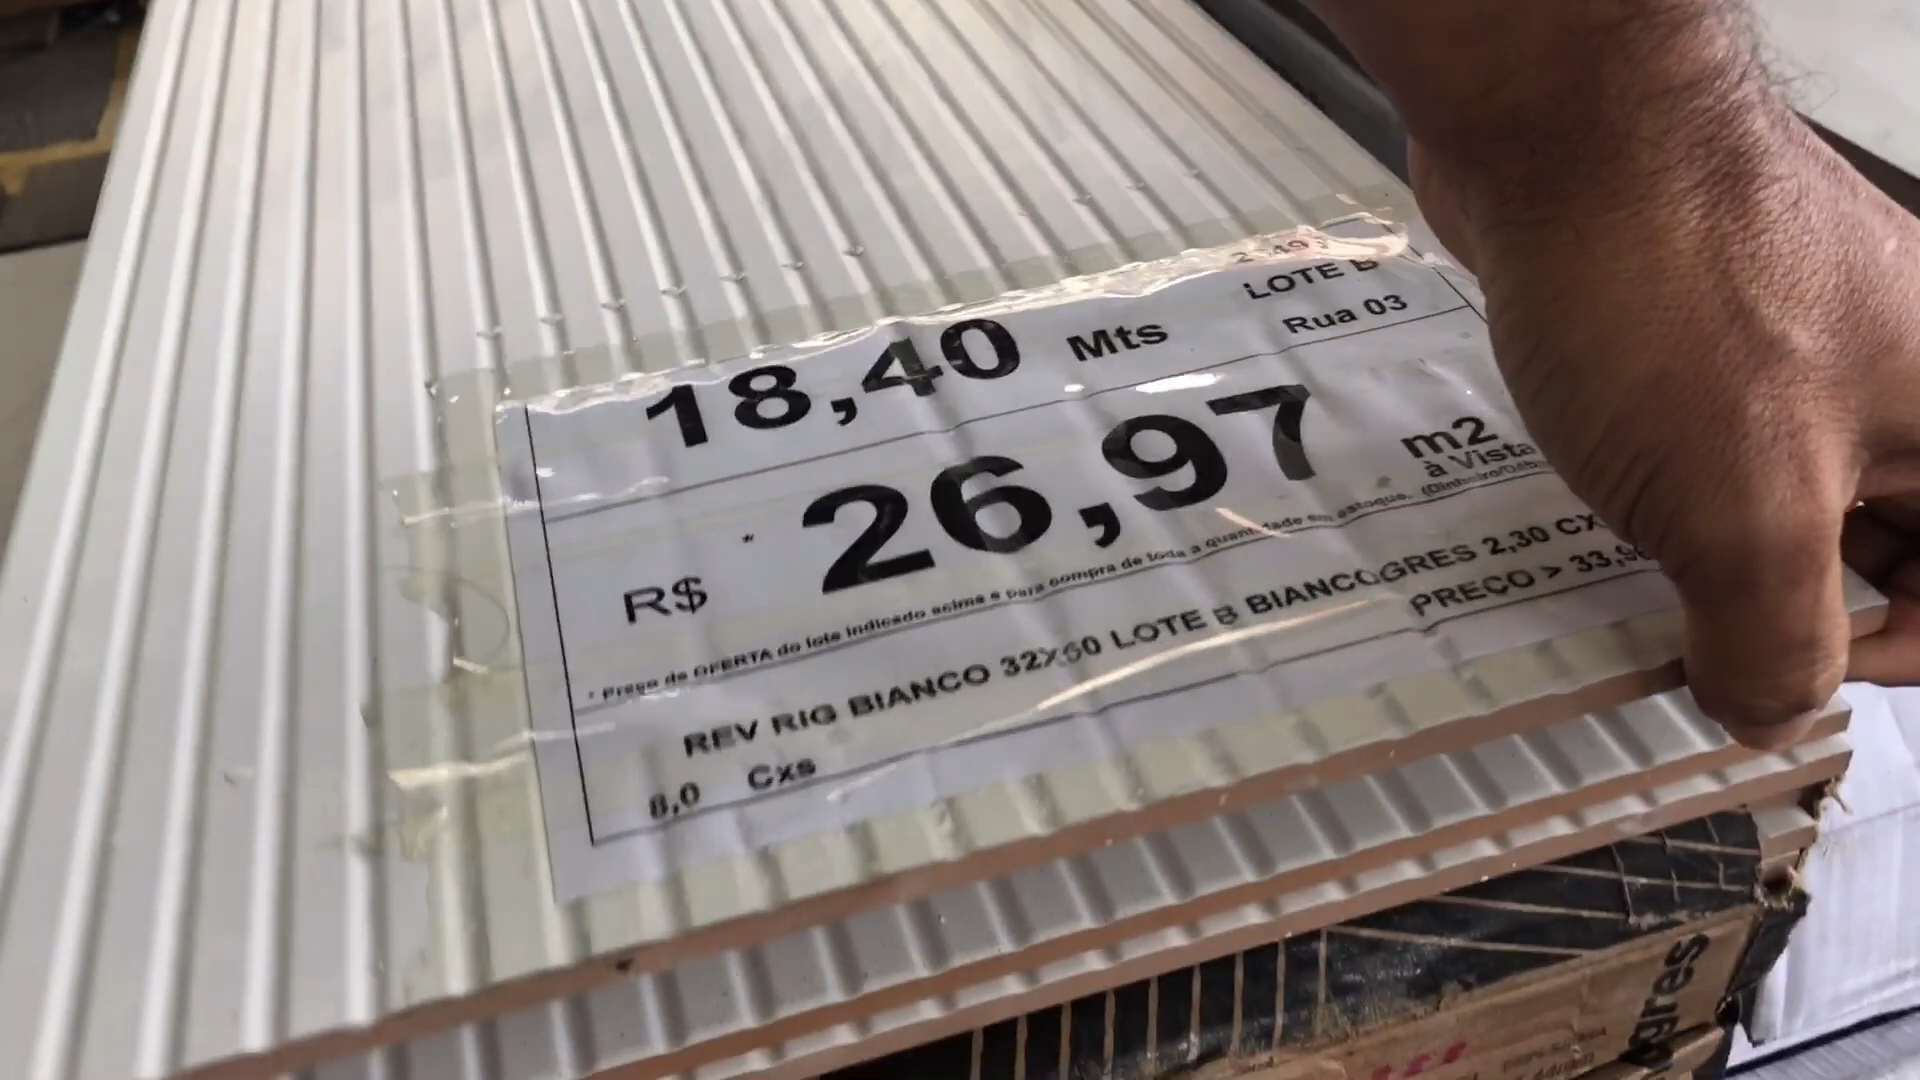 LOTE B
18,40 Mts
Rua 03
R$ * 26,97 m2
à Vista
* Preço de OFERTA do lote indicado acima e para compra de toda a quantidade em estoque.
REV RIG BIANCO 32X60 LOTE B BIANCOGRES 2,30 CX
PREÇO > 33,9
8,0 Cxs
gres